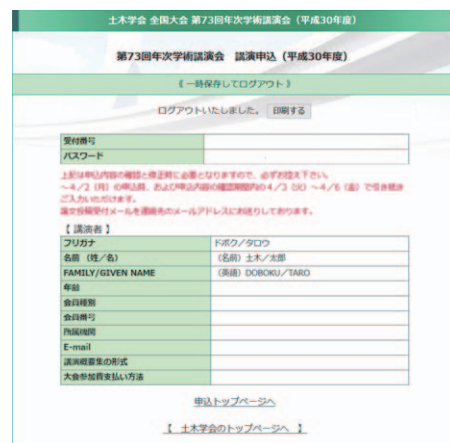 土木学会 全国大会 第73回年次学術講演会（平成30年度）
第73回年次学術講演会　講演申込（平成30年度）
《 一時保存してログアウト 》
ログアウトいたしました。 印刷する
受付番号
パスワード
上記は申込内容の確認と修正時に必要となりますので、必ずお控え下さい。
～4／2（月）の申込時、および申込内容の確認期間内の4／3（火）～4／6（金）で引き続き
ご入力いただけます。
論文投稿受付メールを連絡先のメールアドレスにお送りしております。
【 講演者 】
フリガナ　ドボク／タロウ
名前（姓／名）　（名前）土木／太郎
FAMILY/GIVEN NAME　（英語）DOBOKU／TARO
年齢
会員種別
会員番号
所属機関
E-mail
講演概要集の形式
大会参加費支払い方法
申込トップページへ
【　土木学会のトップページへ　】